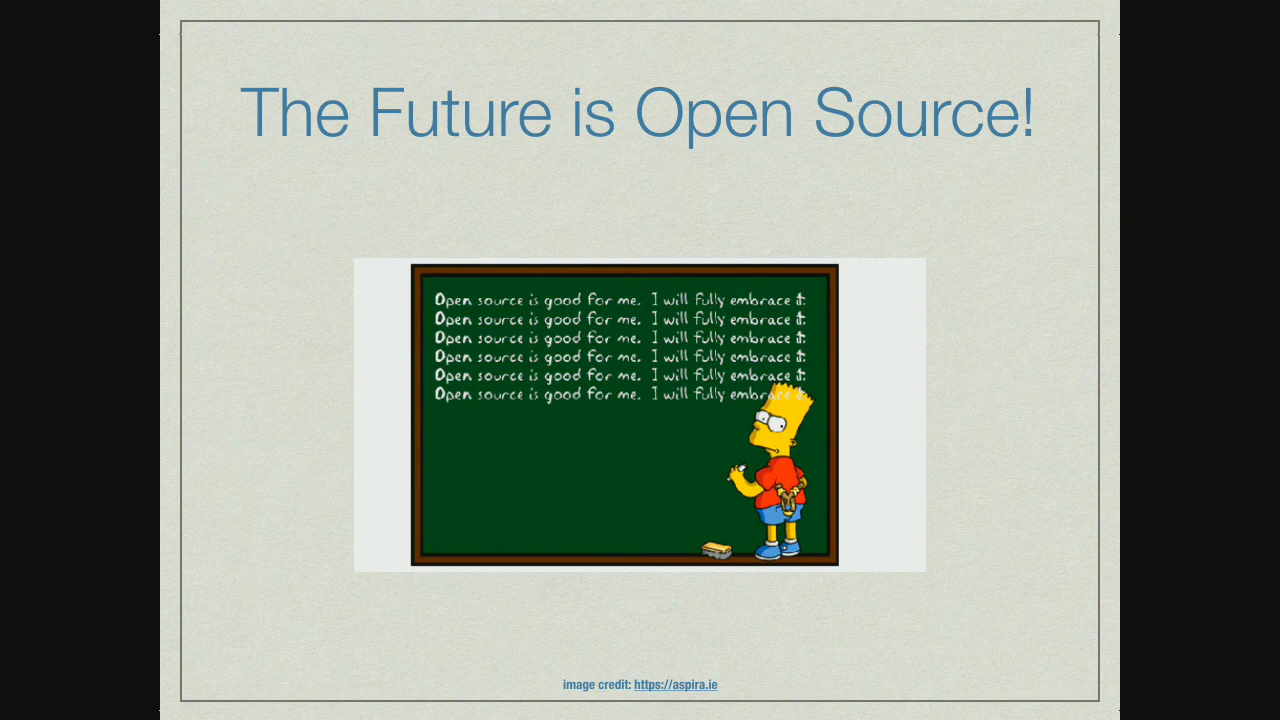 The Future is Open Source!
Open source is good for me. I will fully embrace it.
Open source is good for me. I will fully embrace it.
Open source is good for me. I will fully embrace it.
Open source is good for me. I will fully embrace it.
Open source is good for me. I will fully embrace it.
Open source is good for me. I will fully embrace it.
image credit: https://aspira.ie